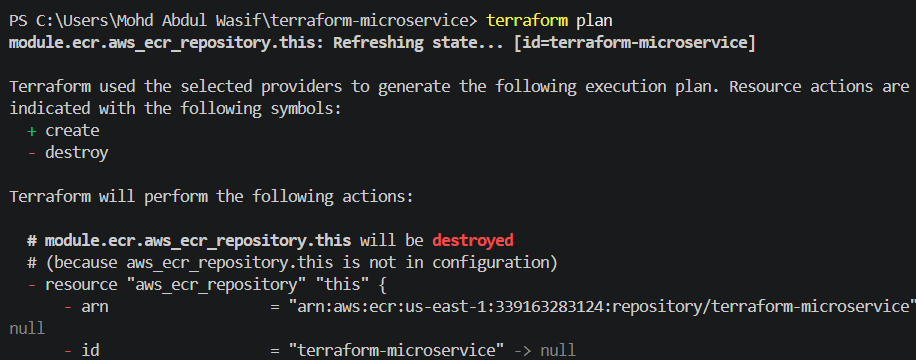 PS C:\Users\Mohd Abdul Wasif\terraform-microservice> terraform plan
module.ecr.aws_ecr_repository.this: Refreshing state... [id=terraform-microservice]
Terraform used the selected providers to generate the following execution plan. Resource actions are
indicated with the following symbols:
+ create
- destroy
Terraform will perform the following actions:
# module.ecr.aws_ecr_repository.this will be destroyed
# (because aws_ecr_repository.this is not in configuration)
- resource "aws_ecr_repository" "this" {
- arn = "arn:aws:ecr:us-east-1:339163283124:repository/terraform-microservice"
null
- id = "terraform-microservice" -> null